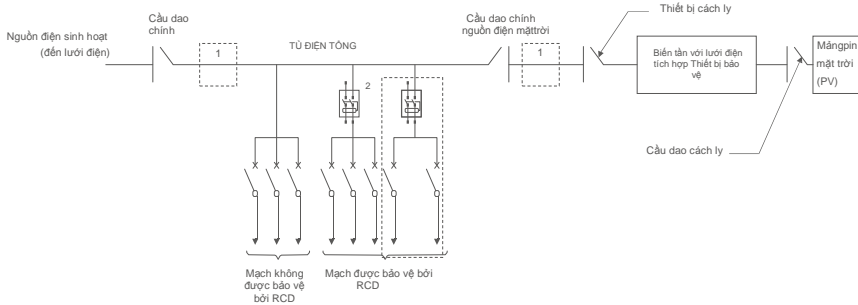 Thiết bị cách ly
Cầu dao
chính
Cầu dao chính
nguồn điện mặttrời
Nguồn điện sinh hoạt
(đến lưới điện)
1
TỦ ĐIỆN TỔNG
1
Biến tần với lưới điện
tích hợp Thiết bị bảo
vệ
Mảngpin
mặt trời
(PV)
2
Cầu dao cách ly
Mạch không
được bảo vệ
bởi RCD
Mạch được bảo vệ bởi
RCD